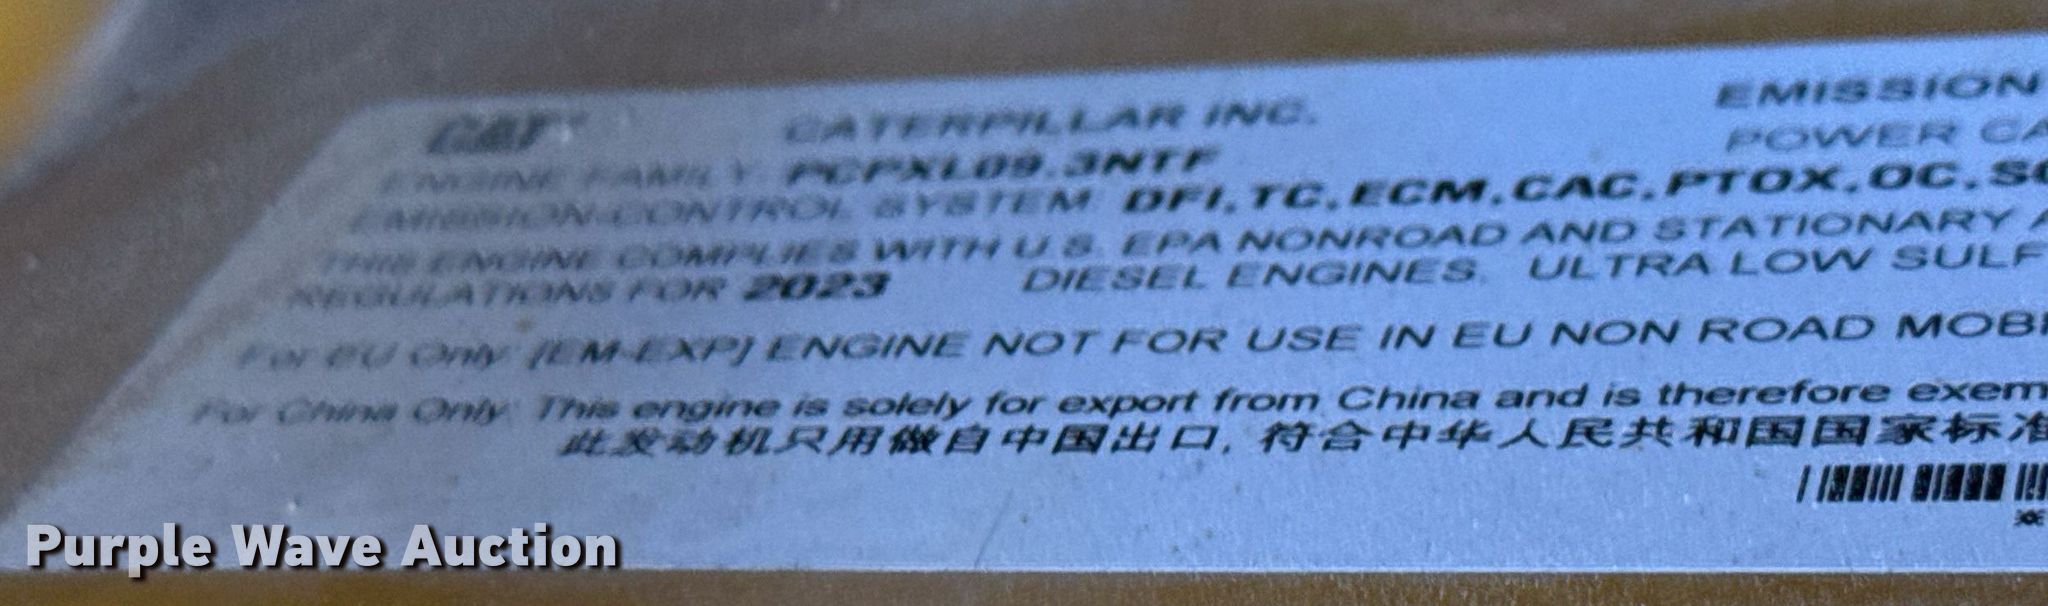 CAT
CATERPILLAR INC.
EMISSION
POWER CA
ENGINE FAMILY: PCPXL09.3NTF
EMISSION-CONTROL SYSTEM: DFI,TC,ECM,CAC,PTOX,OC,SC
THIS ENGINE COMPLIES WITH U.S. EPA NONROAD AND STATIONARY
REGULATIONS FOR 2023 DIESEL ENGINES. ULTRA LOW SULF
For EU Only: [EM-EXP] ENGINE NOT FOR USE IN EU NON ROAD MOBI
For China Only: This engine is solely for export from China and is therefore exem
此发动机只用做自中国出口, 符合中华人民共和国国家标准
Purple Wave Auction